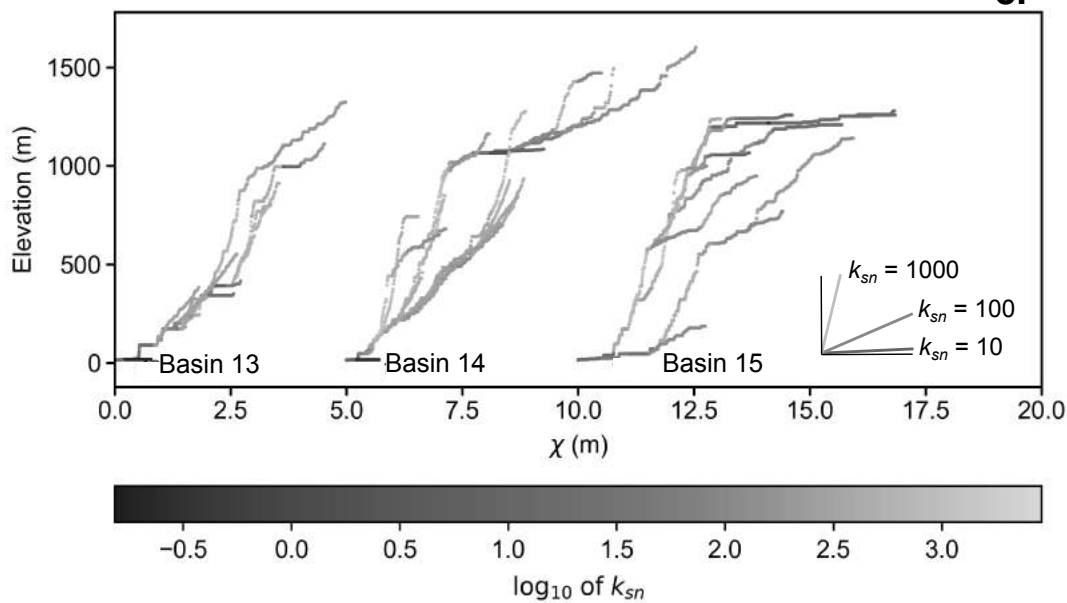 1500
1000
500
0
Elevation (m)
Basin 13
Basin 14
Basin 15
k_sn = 1000
k_sn = 100
k_sn = 10
0.0 2.5 5.0 7.5 10.0 12.5 15.0 17.5 20.0
χ (m)
−0.5 0.0 0.5 1.0 1.5 2.0 2.5 3.0
log₁₀ of k_sn